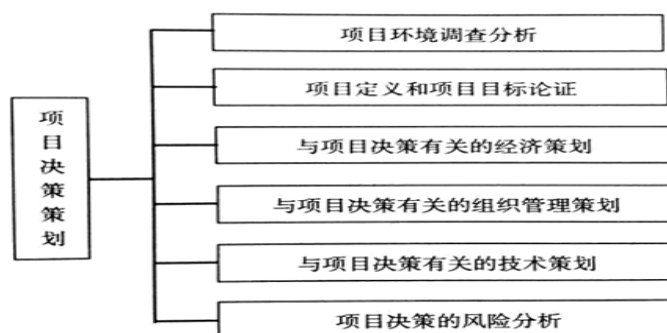 项目决策策划
项目环境调查分析
项目定义和项目目标论证
与项目决策有关的经济策划
与项目决策有关的组织管理策划
与项目决策有关的技术策划
项目决策的风险分析